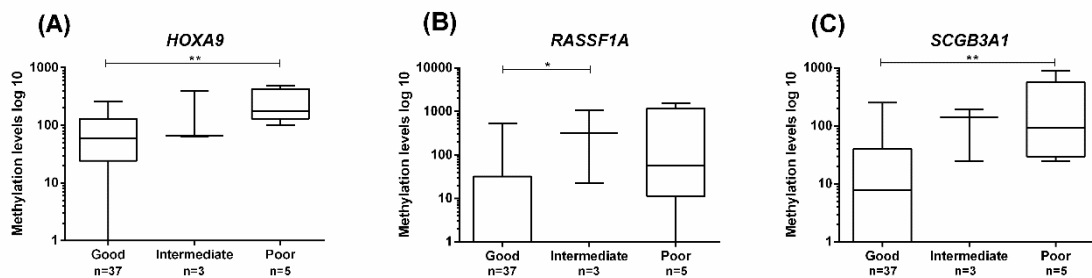 (A)
HOXA9
**
Methylation levels log 10
1000
100
10
1
Good
n=37
Intermediate
n=3
Poor
n=5
(B)
RASSF1A
*
Methylation levels log 10
10000
1000
100
10
1
Good
n=37
Intermediate
n=3
Poor
n=5
(C)
SCGB3A1
**
Methylation levels log 10
1000
100
10
1
Good
n=37
Intermediate
n=3
Poor
n=5